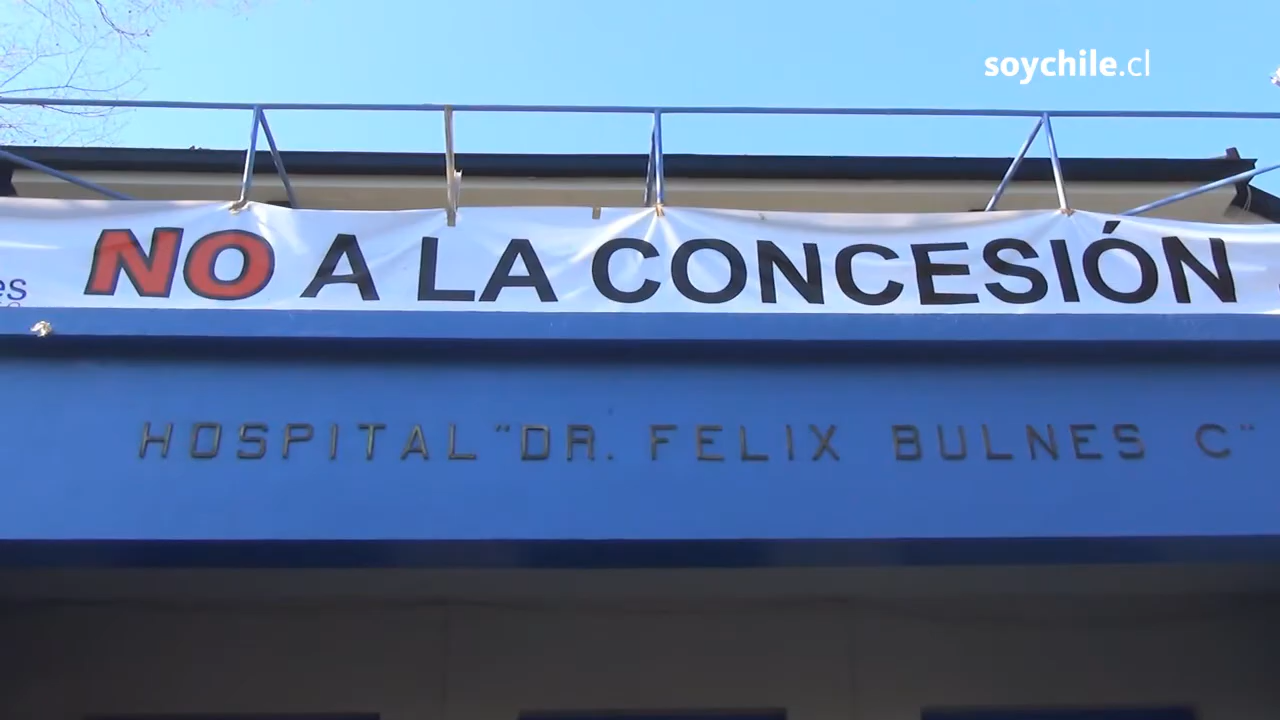 soychile.cl
NO A LA CONCESIÓN
HOSPITAL "DR. FELIX BULNES C"